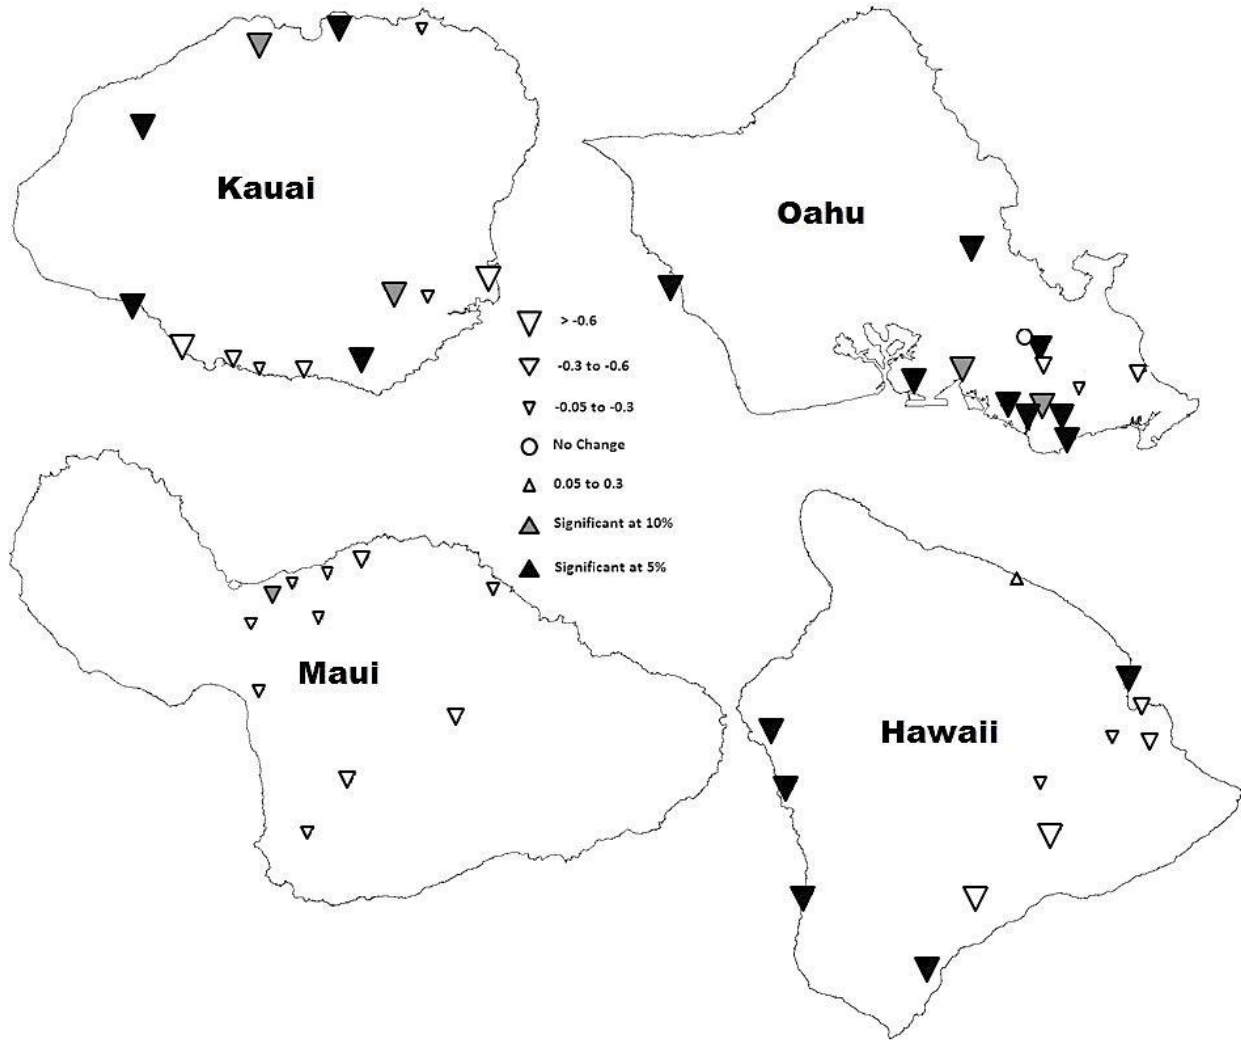 Kauai
Oahu
> -0.6
-0.3 to -0.6
-0.05 to -0.3
No Change
0.05 to 0.3
Significant at 10%
Significant at 5%
Maui
Hawaii